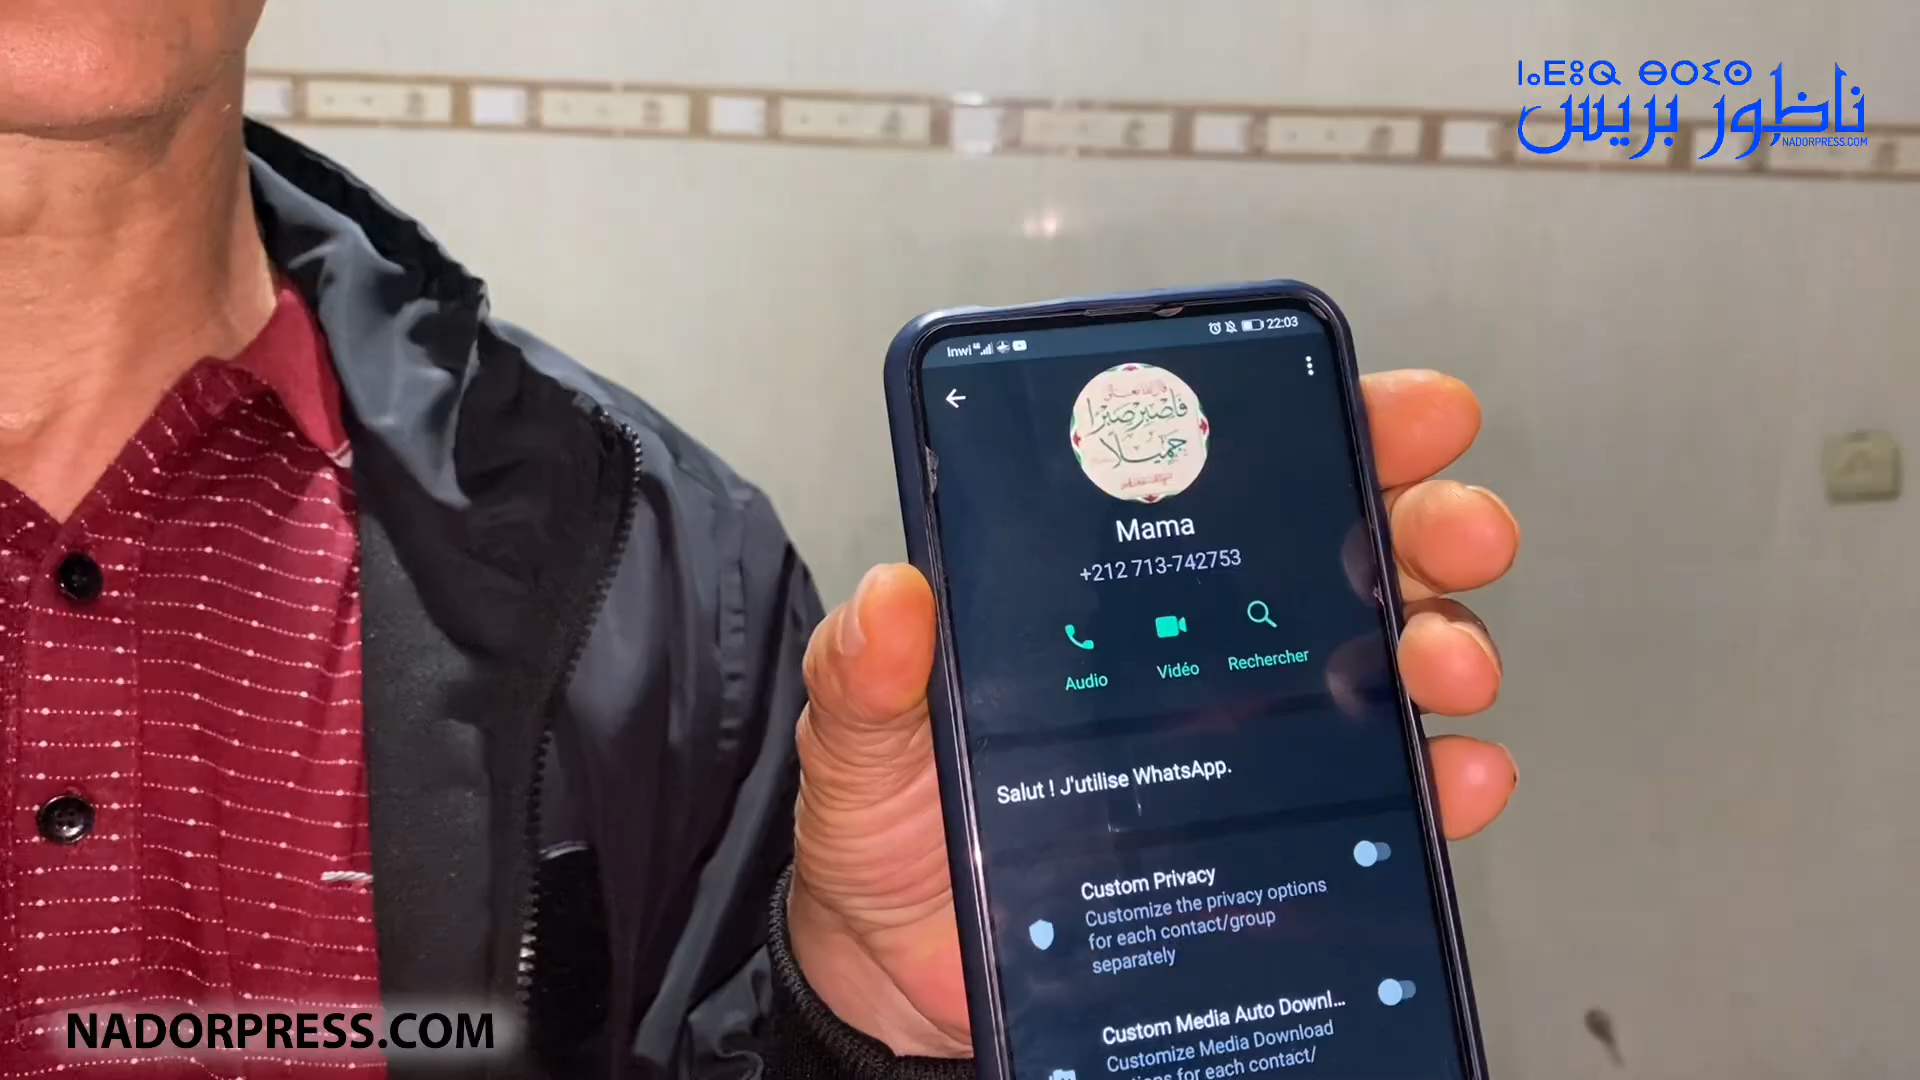 ⵏⴰⴹⵓⵕ ⴱⵔⵉⵙ
ناظور بريس
NADORPRESS.COM
Inwi
22:03
فاصبر صبرا
جميلا
Mama
+212 713-742753
Audio
Vidéo
Rechercher
Salut ! J'utilise WhatsApp.
Custom Privacy
Customize the privacy options
for each contact/group
separately
Custom Media Auto Downl...
Customize Media Download
for each contact/
NADORPRESS.COM